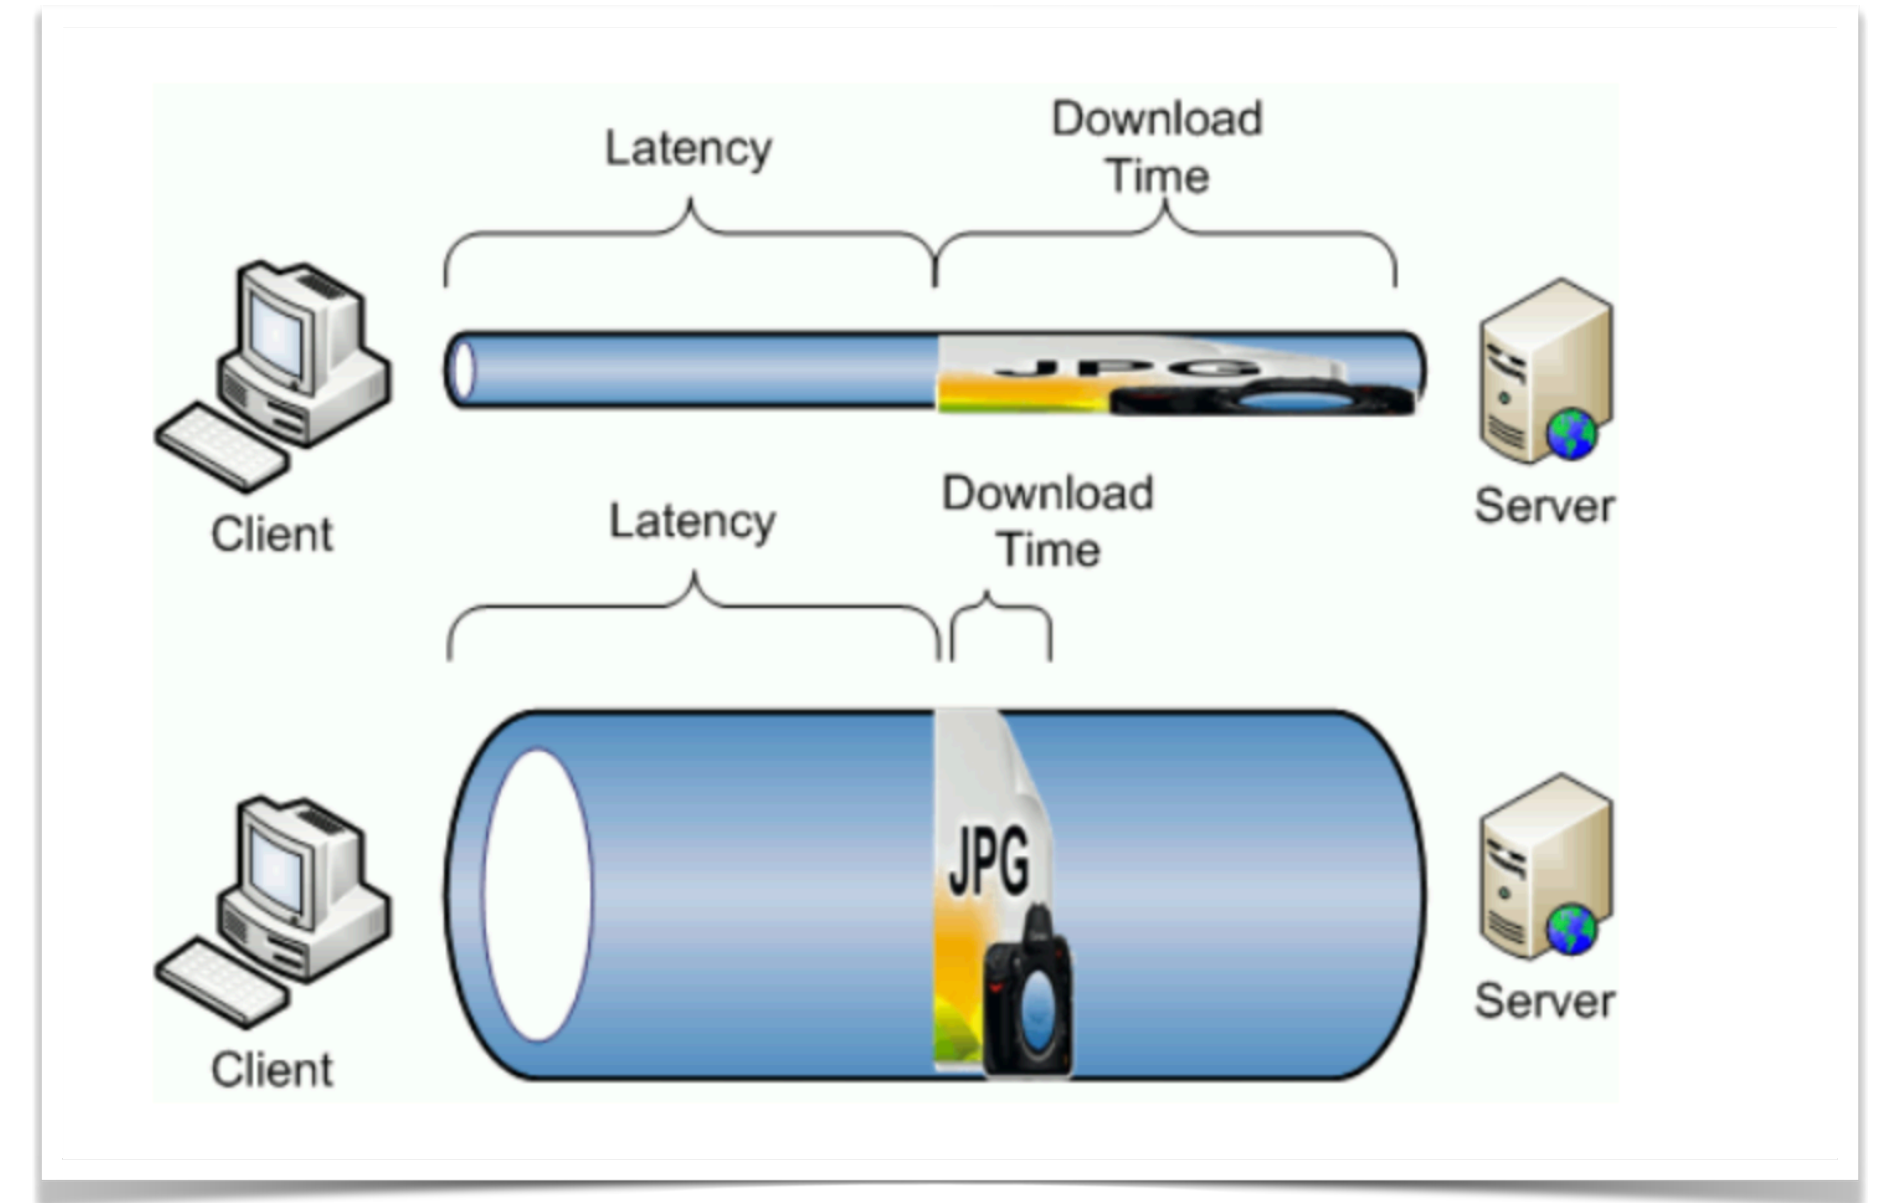 Latency
Download
Time
JPG
Client
Server
Latency
Download
Time
JPG
Client
Server